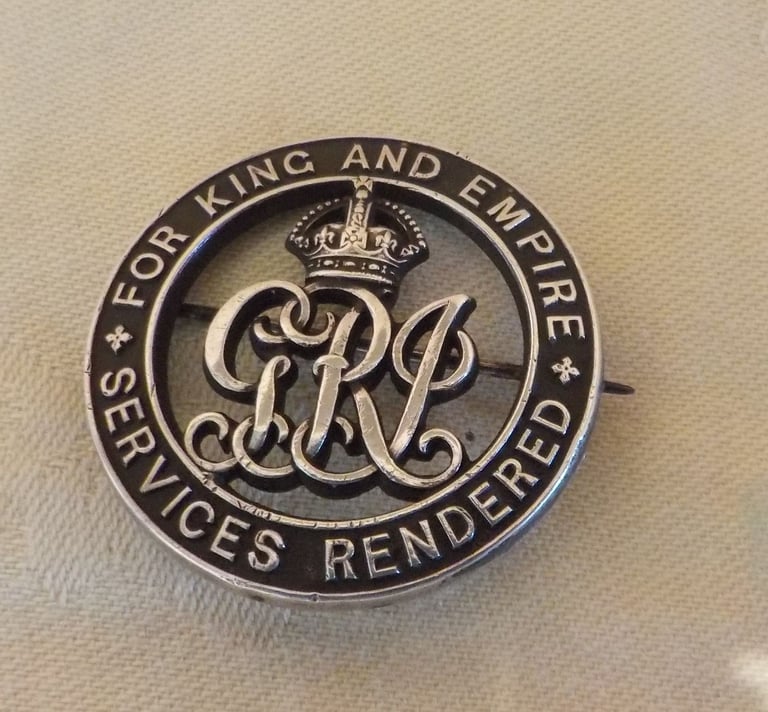 FOR KING AND EMPIRE
SERVICES RENDERED
GRI